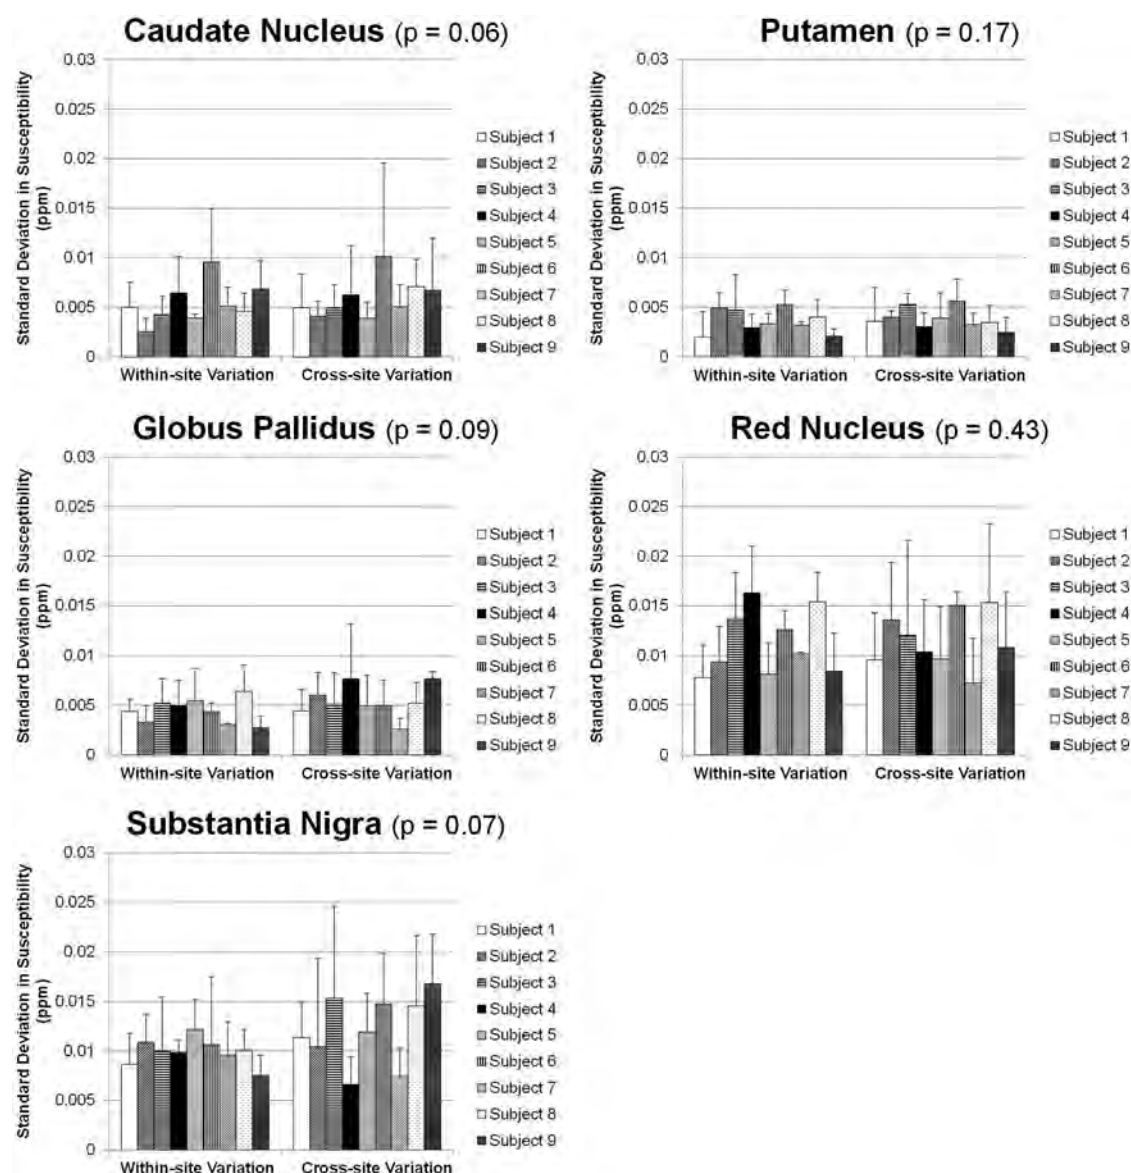 Caudate Nucleus (p = 0.06)
Standard Deviation in Susceptibility
(ppm)
0.03
0.025
0.02
0.015
0.01
0.005
0
Within-site Variation
Cross-site Variation
Subject 1
Subject 2
Subject 3
Subject 4
Subject 5
Subject 6
Subject 7
Subject 8
Subject 9
Putamen (p = 0.17)
Standard Deviation in Susceptibility
(ppm)
0.03
0.025
0.02
0.015
0.01
0.005
0
Within-site Variation
Cross-site Variation
Subject 1
Subject 2
Subject 3
Subject 4
Subject 5
Subject 6
Subject 7
Subject 8
Subject 9
Globus Pallidus (p = 0.09)
Standard Deviation in Susceptibility
(ppm)
0.03
0.025
0.02
0.015
0.01
0.005
0
Within-site Variation
Cross-site Variation
Subject 1
Subject 2
Subject 3
Subject 4
Subject 5
Subject 6
Subject 7
Subject 8
Subject 9
Red Nucleus (p = 0.43)
Standard Deviation in Susceptibility
(ppm)
0.03
0.025
0.02
0.015
0.01
0.005
0
Within-site Variation
Cross-site Variation
Subject 1
Subject 2
Subject 3
Subject 4
Subject 5
Subject 6
Subject 7
Subject 8
Subject 9
Substantia Nigra (p = 0.07)
Standard Deviation in Susceptibility
(ppm)
0.03
0.025
0.02
0.015
0.01
0.005
0
Within-site Variation
Cross-site Variation
Subject 1
Subject 2
Subject 3
Subject 4
Subject 5
Subject 6
Subject 7
Subject 8
Subject 9